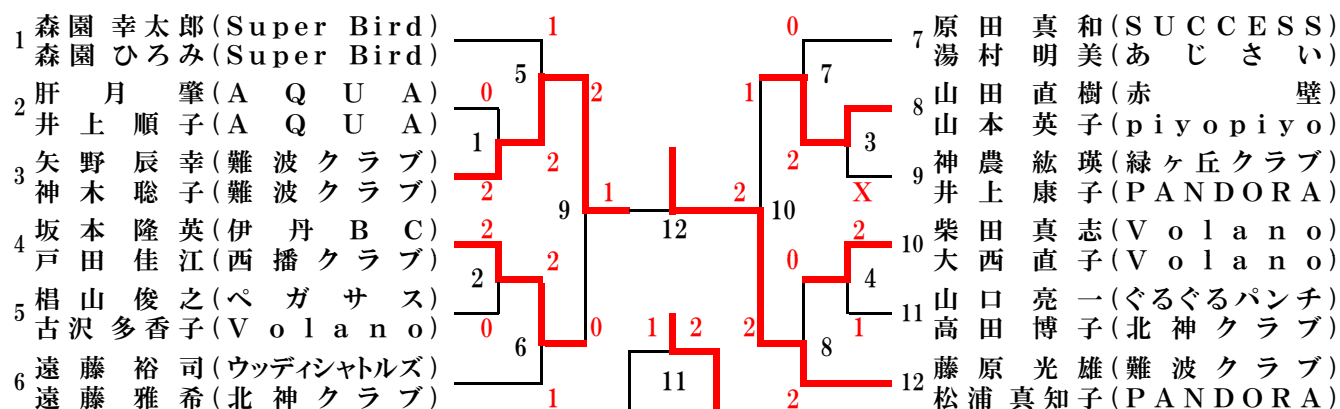 1
森園 幸太郎(Super Bird)
森園 ひろみ(Super Bird)
2
肝月 肇(AQUA)
井上 順子(AQUA)
3
矢野 辰幸(難波クラブ)
神木 聡子(難波クラブ)
4
坂本 隆英(伊丹BC)
戸田 佳江(西播クラブ)
5
椙山 俊之(ペガサス)
古沢 多香子(Volano)
6
遠藤 裕司(ウッディシャトルズ)
遠藤 雅希(北神クラブ)
1
5
2
0
1
2
2
9
1
2
2
2
0
0
6
1
12
1
2
11
0
7
1
2
3
X
2
10
2
0
4
1
2
8
2
7
原田 真和(SUCCESS)
湯村 明美(あじさい)
8
山田 直樹(赤壁)
山本 英子(piyopiyo)
9
神農 紘瑛(緑ヶ丘クラブ)
井上 康子(PANDORA)
10
柴田 真志(Volano)
大西 直子(Volano)
11
山口 亮一(ぐるぐるパンチ)
高田 博子(北神クラブ)
12
藤原 光雄(難波クラブ)
松浦 真知子(PANDORA)